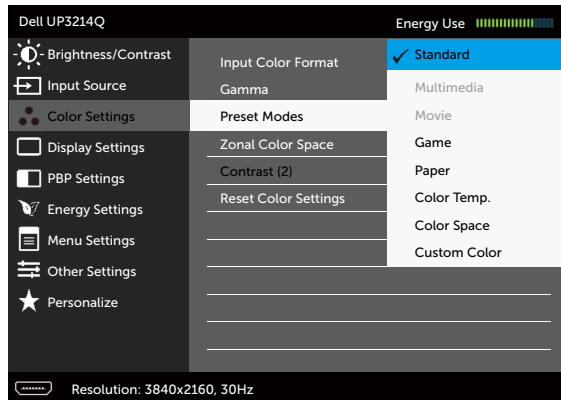 Dell UP3214Q
Energy Use
Brightness/Contrast
Input Source
Color Settings
Display Settings
PBP Settings
Energy Settings
Menu Settings
Other Settings
Personalize
Input Color Format
Gamma
Preset Modes
Zonal Color Space
Contrast (2)
Reset Color Settings
Standard
Multimedia
Movie
Game
Paper
Color Temp.
Color Space
Custom Color
Resolution: 3840x2160, 30Hz